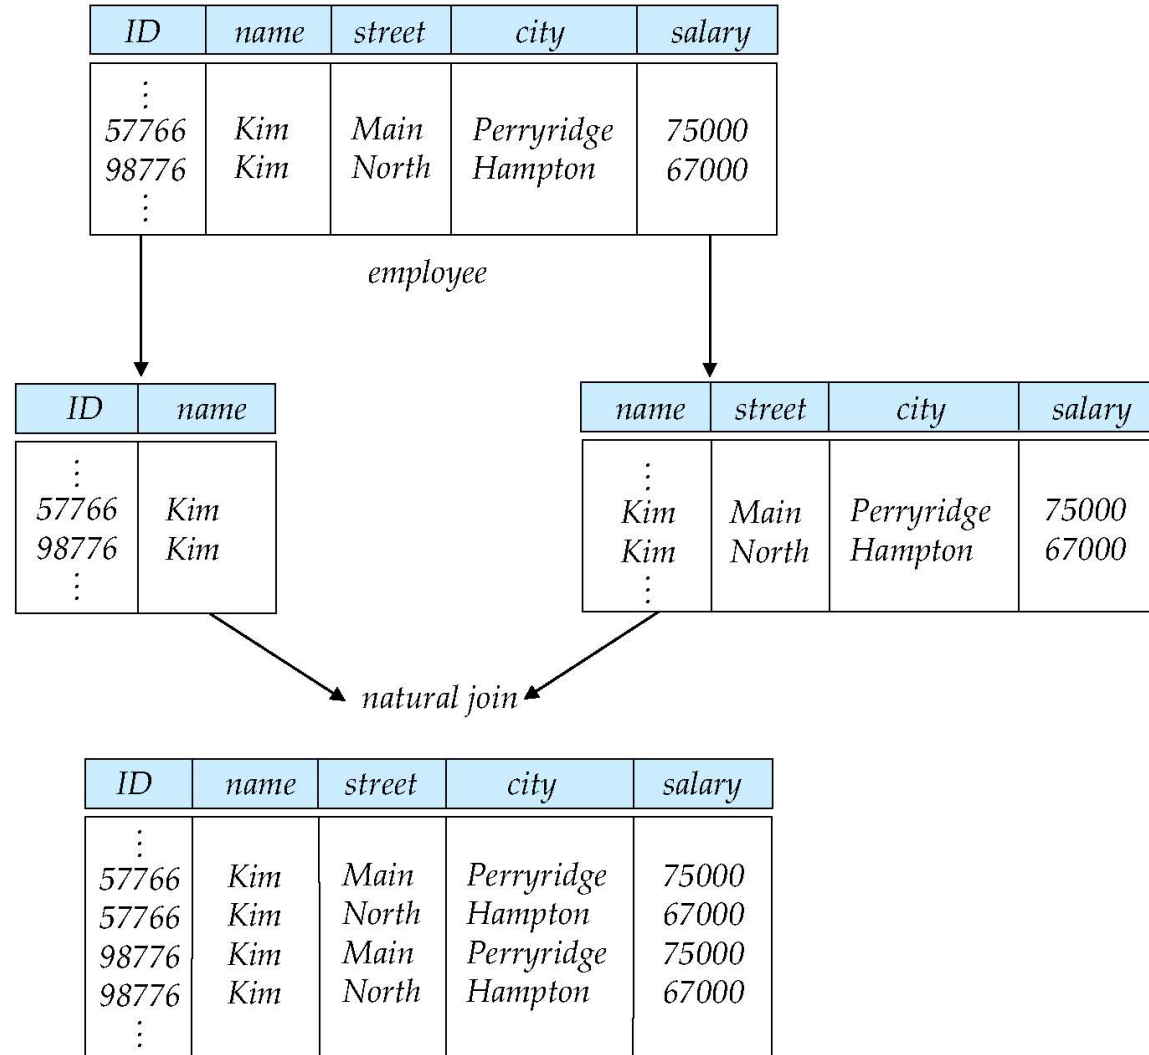 ID name street city salary
⋮
57766 Kim Main Perryridge 75000
98776 Kim North Hampton 67000
⋮
employee
ID name
⋮
57766 Kim
98776 Kim
⋮
name street city salary
⋮
Kim Main Perryridge 75000
Kim North Hampton 67000
⋮
natural join
ID name street city salary
⋮
57766 Kim Main Perryridge 75000
57766 Kim North Hampton 67000
98776 Kim Main Perryridge 75000
98776 Kim North Hampton 67000
⋮